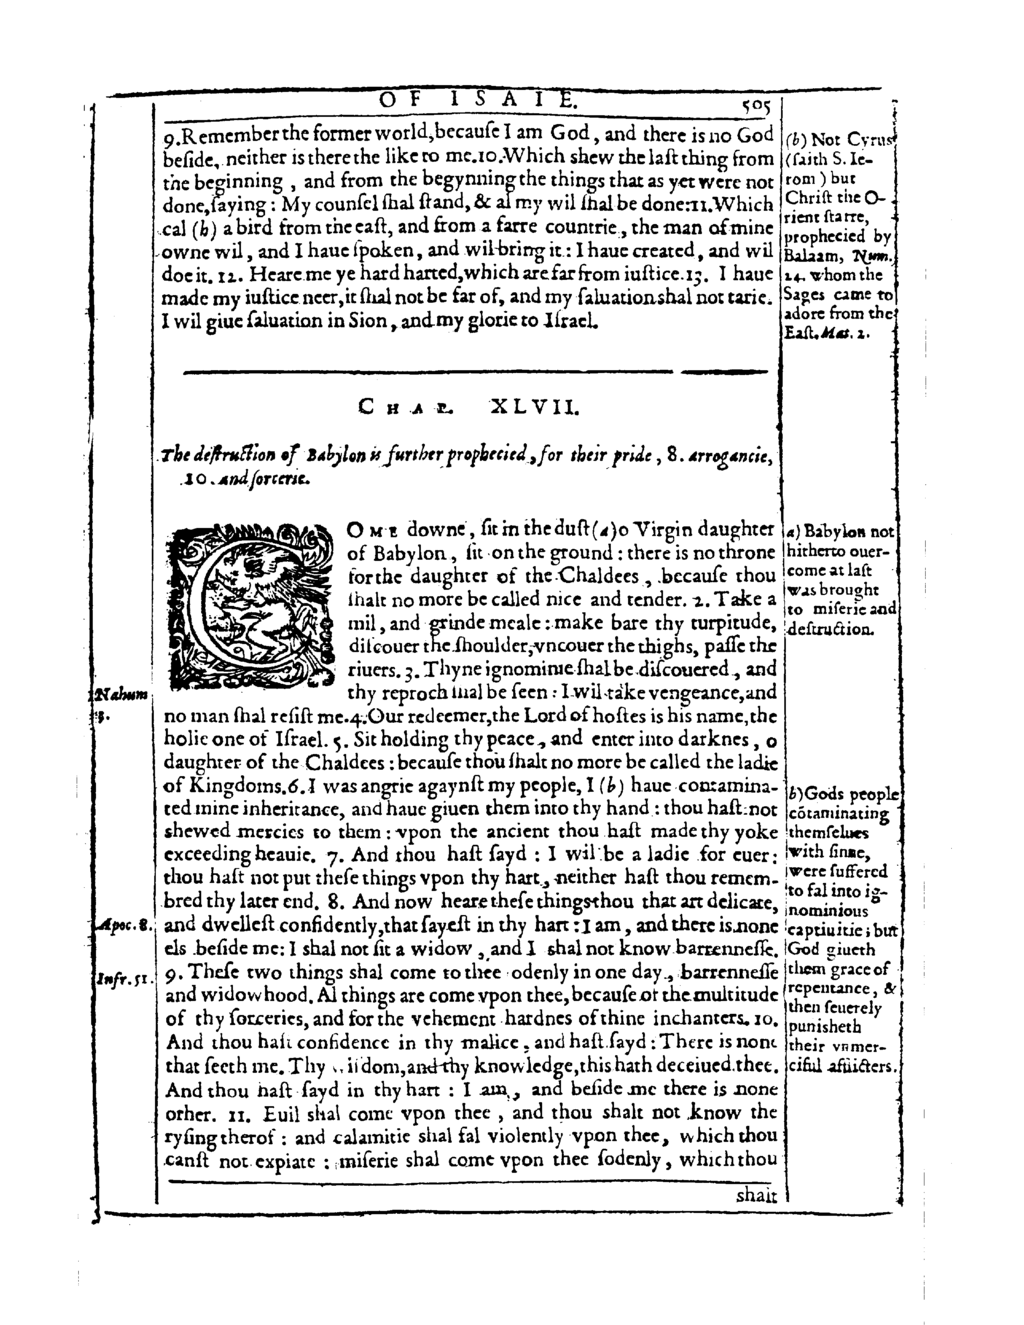 OF ISAIE.
505
9. Remember the former world, becauſe I am God, and there is no God
beſide, neither is there the like to me. 10. Which shew the laſt thing from
the beginning, and from the begynning the things that as yet were not
done, ſaying: My counſel ſhal ſtand, & al my wil ſhal be done: 11. Which
cal (b) a bird from the eaſt, and from a farre countrie, the man of mine
owne wil, and I haue ſpoken, and wil bring it: I haue created, and wil
doe it. 12. Heare me ye hard harted, which are far from iuſtice. 13. I haue
made my iuſtice neer, it ſhal not be far of, and my ſaluation shal not tarie.
I wil giue ſaluation in Sion, and my glorie to Iſrael.
(b) Not Cyrus
(ſaith S. Ie-
rom) but
Chriſt the O-
rient ſtarre,
prophecied by
Balaam, Num.
24. whom the
Sages came to
adore from the
Eaſt, Mat. 2.
CHAP. XLVII.
The deſtruction of Babylon is further prophecied, for their pride, 8. arrogancie,
10. and ſorcerie.
COME downe, ſit in the duſt (a) o Virgin daughter
of Babylon, ſit on the ground: there is no throne
for the daughter of the Chaldees, becauſe thou
ſhalt no more be called nice and tender. 2. Take a
mil, and grinde meale: make bare thy turpitude,
diſcouer the ſhoulder, vncouer the thighs, paſſe the
riuers. 3. Thyne ignominie ſhal be diſcouered, and
thy reproch ſhal be ſeen: I wil take vengeance, and
no man ſhal reſiſt me. 4. Our redeemer, the Lord of hoſtes is his name, the
holie one of Iſrael. 5. Sit holding thy peace, and enter into darknes, o
daughter of the Chaldees: becauſe thou ſhalt no more be called the ladie
of Kingdoms. 6. I was angrie agaynſt my people, I (b) haue contamina-
ted mine inheritance, and haue giuen them into thy hand: thou haſt not
shewed mercies to them: vpon the ancient thou haſt made thy yoke
exceeding heauie. 7. And thou haſt ſayd: I wil be a ladie for euer:
thou haſt not put theſe things vpon thy hart, neither haſt thou remem-
bred thy later end. 8. And now heare theſe things thou that art delicate,
and dwelleſt confidently, that ſayeſt in thy hart: I am, and there is none
els beſide me: I shal not ſit a widow, and I shal not know barrenneſſe.
9. Theſe two things shal come to thee ſodenly in one day, barrenneſſe
and widowhood. Al things are come vpon thee, becauſe of the multitude
of thy ſorceries, and for the vehement hardnes of thine inchanters. 10.
And thou haſt confidence in thy malice, and haſt ſayd: There is none
that ſeeth me. Thy wiſdom, and thy knowledge, this hath deceiued thee.
And thou haſt ſayd in thy hart: I am, and beſide me there is none
other. 11. Euil shal come vpon thee, and thou shalt not know the
ryſing therof: and calamitie shal fal violently vpon thee, which thou
canſt not expiate: miſerie shal come vpon thee ſodenly, which thou
shalt
a) Babylon not
hitherto ouer-
come at laſt
was brought
to miſerie and
deſtruction.
Nahum
3.
b) Gods people
cōtaminating
themſelues
with ſinne,
were ſuffered
to fal into ig-
nominious
captiuitie; but
God giueth
them grace of
repentance, &
then ſeuerely
punisheth
their vnmer-
ciful afflicters.
Apoc. 8.
Infr. 51.